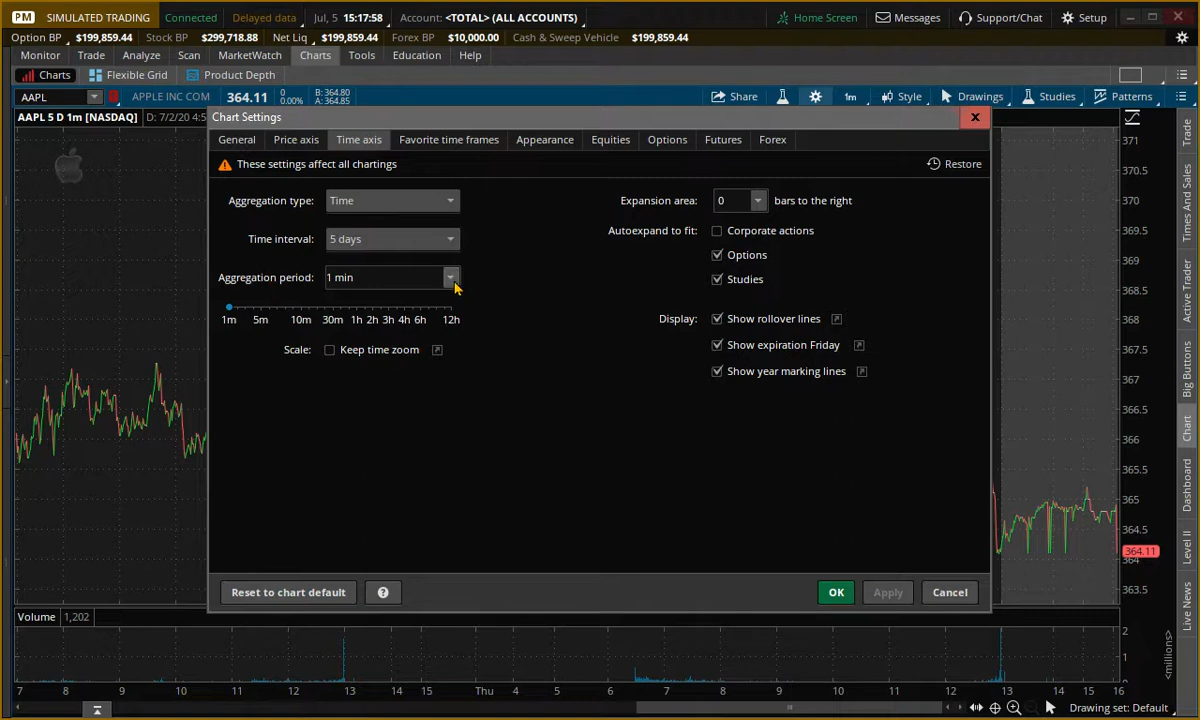 PM SIMULATED TRADING Connected Delayed data Jul, 5 15:17:58 Account: <TOTAL> (ALL ACCOUNTS) Home Screen Messages Support/Chat Setup
Option BP $199,859.44 Stock BP $299,718.88 Net Liq $199,859.44 Forex BP $10,000.00 Cash & Sweep Vehicle $199,859.44
Monitor Trade Analyze Scan MarketWatch Charts Tools Education Help
Charts Flexible Grid Product Depth
AAPL APPLE INC COM 364.11 0 0.00% B: 364.80 A: 364.85 Share 1m Style Drawings Studies Patterns
AAPL 5 D 1m [NASDAQ] D: 7/2/20 4:5
Chart Settings
General Price axis Time axis Favorite time frames Appearance Equities Options Futures Forex
These settings affect all chartings Restore
Aggregation type: Time
Time interval: 5 days
Aggregation period: 1 min
1m 5m 10m 30m 1h 2h 3h 4h 6h 12h
Scale: Keep time zoom
Expansion area: 0 bars to the right
Autoexpand to fit: Corporate actions
Options
Studies
Display: Show rollover lines
Show expiration Friday
Show year marking lines
Reset to chart default ? OK Apply Cancel
371
370
369.5
369
368.5
368
367.5
367
366.5
366
365.5
365
364.5
364.11
364
363.5
Trade
Times And Sales
Active Trader
Big Buttons
Chart
Dashboard
Level II
Live News
Volume 1,202
2
1
0
<millions>
7 8 9 10 11 12 13 14 15 Thu 4 5 6 7 8 9 10 11 12 13 14 15 16
Drawing set: Default